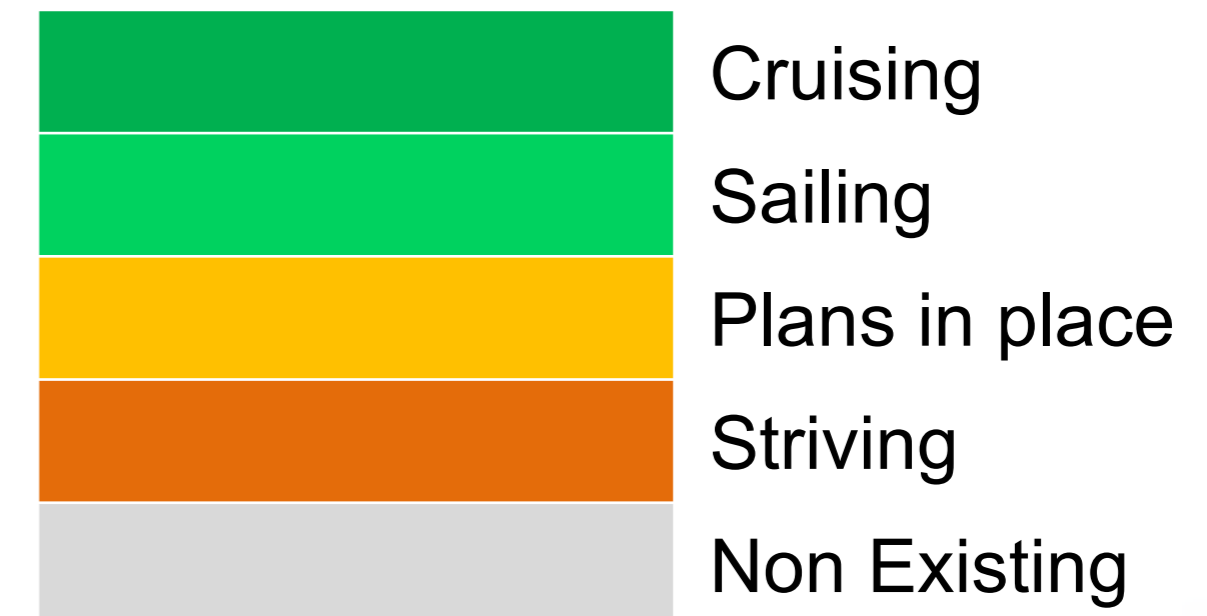 Cruising
Sailing
Plans in place
Striving
Non Existing